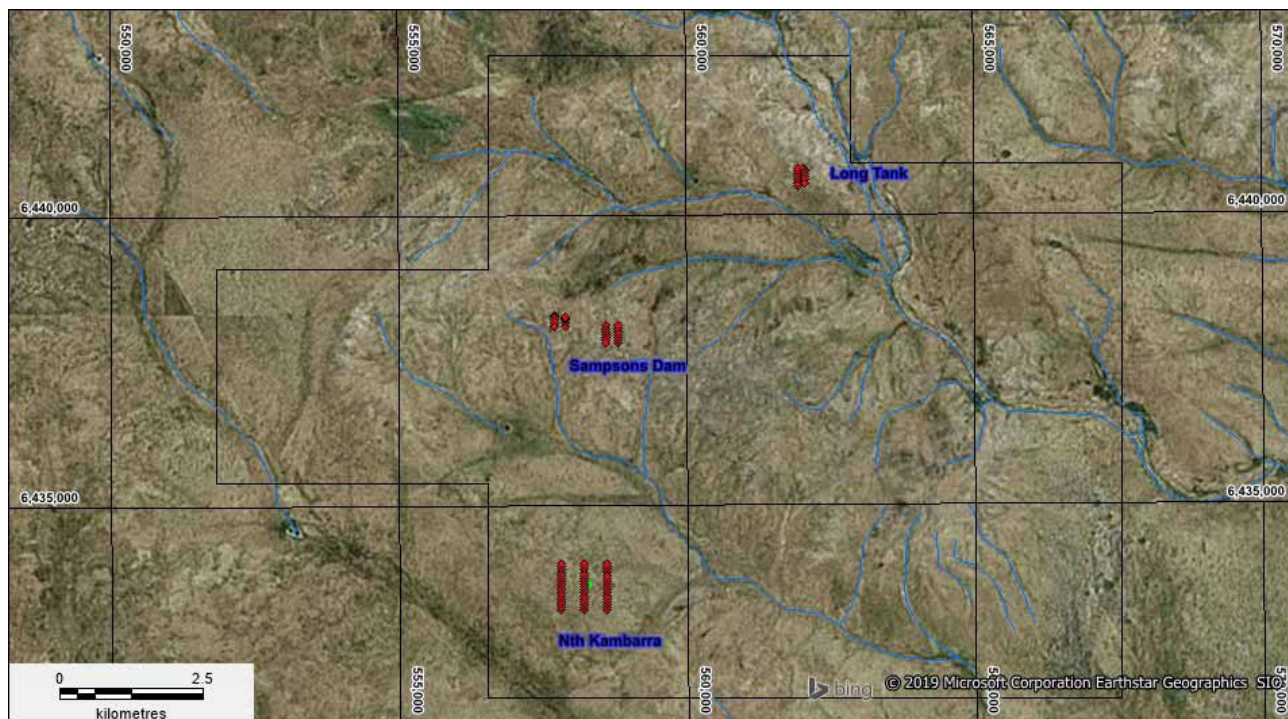 550,000
555,000
560,000
565,000
570,000
Long Tank
6,440,000
6,440,000
Sampsons Dam
6,435,000
6,435,000
Nth Kambarra
0 2.5
kilometres
555,000
560,000
bing
© 2019 Microsoft Corporation Earthstar Geographics SIO